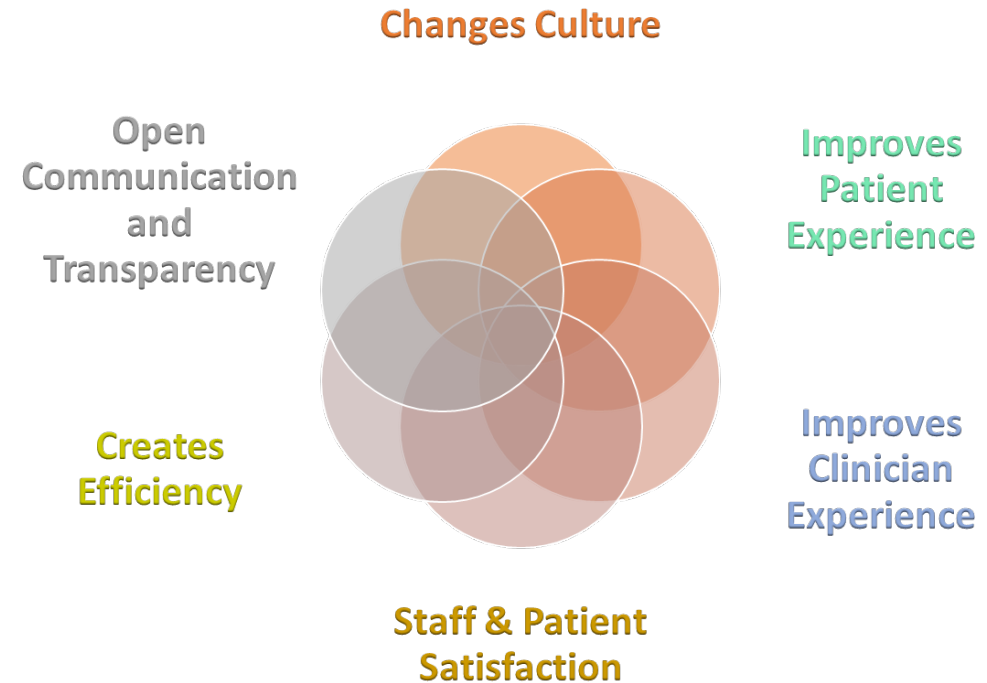 Changes Culture
Open
Communication
and
Transparency
Improves
Patient
Experience
Creates
Efficiency
Improves
Clinician
Experience
Staff & Patient
Satisfaction